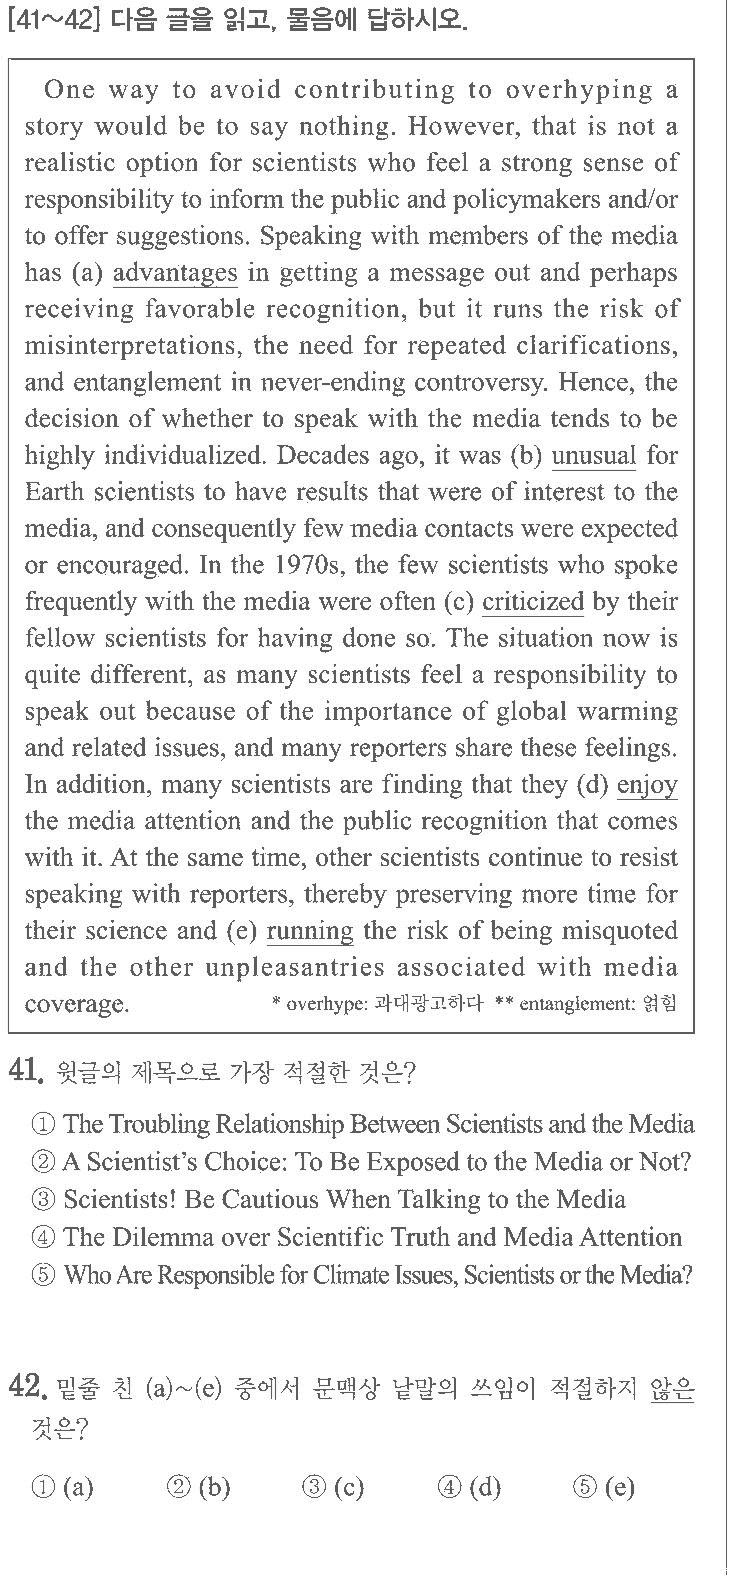 [41~42] 다음 글을 읽고, 물음에 답하시오.
One way to avoid contributing to overhyping a
story would be to say nothing. However, that is not a
realistic option for scientists who feel a strong sense of
responsibility to inform the public and policymakers and/or
to offer suggestions. Speaking with members of the media
has (a) advantages in getting a message out and perhaps
receiving favorable recognition, but it runs the risk of
misinterpretations, the need for repeated clarifications,
and entanglement in never-ending controversy. Hence, the
decision of whether to speak with the media tends to be
highly individualized. Decades ago, it was (b) unusual for
Earth scientists to have results that were of interest to the
media, and consequently few media contacts were expected
or encouraged. In the 1970s, the few scientists who spoke
frequently with the media were often (c) criticized by their
fellow scientists for having done so. The situation now is
quite different, as many scientists feel a responsibility to
speak out because of the importance of global warming
and related issues, and many reporters share these feelings.
In addition, many scientists are finding that they (d) enjoy
the media attention and the public recognition that comes
with it. At the same time, other scientists continue to resist
speaking with reporters, thereby preserving more time for
their science and (e) running the risk of being misquoted
and the other unpleasantries associated with media
coverage. * overhype: 과대광고하다 ** entanglement: 얽힘
41. 윗글의 제목으로 가장 적절한 것은?
① The Troubling Relationship Between Scientists and the Media
② A Scientist's Choice: To Be Exposed to the Media or Not?
③ Scientists! Be Cautious When Talking to the Media
④ The Dilemma over Scientific Truth and Media Attention
⑤ Who Are Responsible for Climate Issues, Scientists or the Media?
42. 밑줄 친 (a)~(e) 중에서 문맥상 낱말의 쓰임이 적절하지 않은
것은?
① (a) ② (b) ③ (c) ④ (d) ⑤ (e)